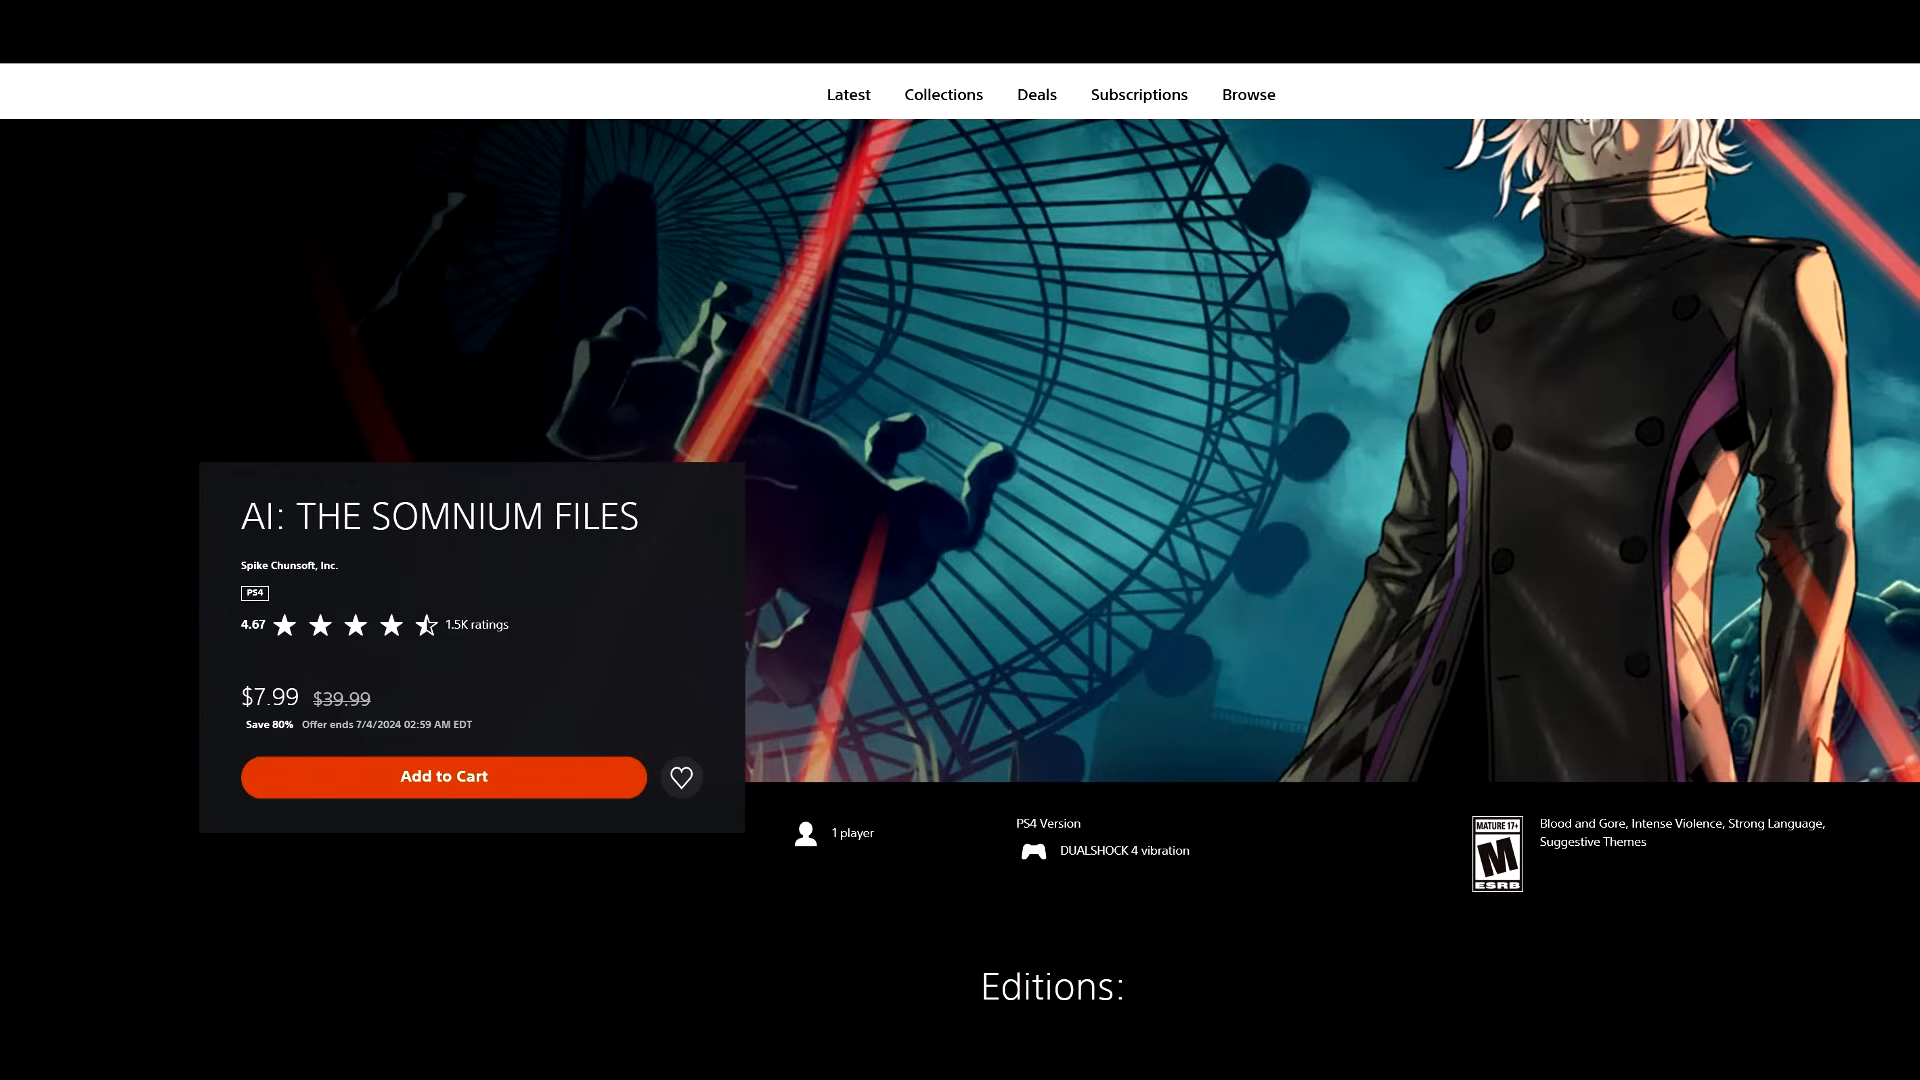 Latest Collections Deals Subscriptions Browse
AI: THE SOMNIUM FILES
Spike Chunsoft, Inc.
PS4
4.67 1.5K ratings
$7.99 $39.99
Save 80% Offer ends 7/4/2024 02:59 AM EDT
Add to Cart
1 player
PS4 Version
DUALSHOCK 4 vibration
MATURE 17+
M
ESRB
Blood and Gore, Intense Violence, Strong Language,
Suggestive Themes
Editions: